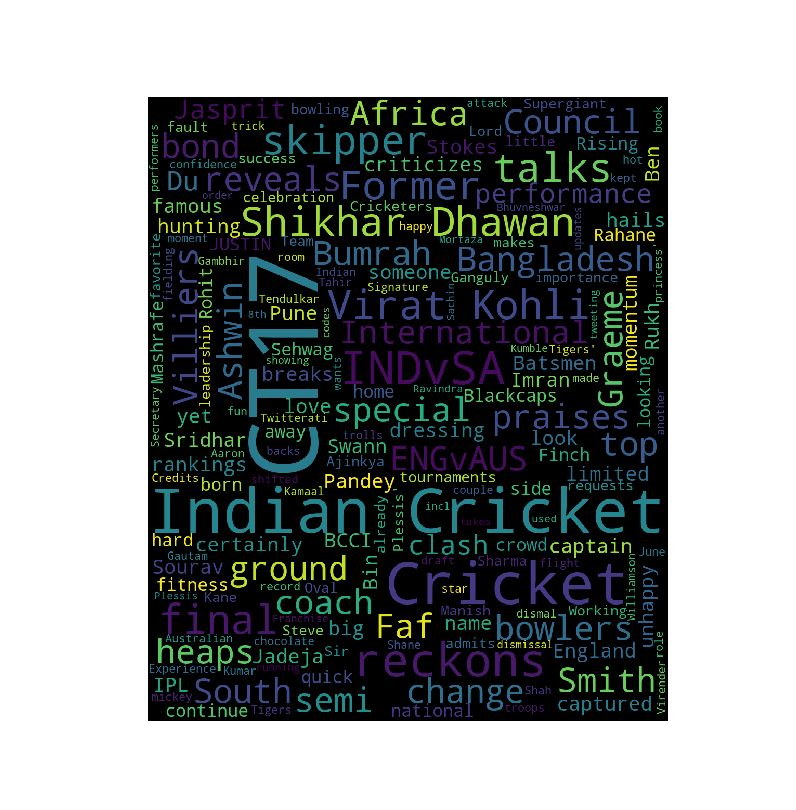 Jasprit bowling Africa attack Supergiant Council book
fault trick bond skipper Stokes Lord little Rising
performers confidence success criticizes talks Ben hot
Du reveals Former performance kept
famous order celebration Cricketers Bhuvneshwar hails
hunting Shikhar happy Dhawan Rahane
moment JUSTIN Team Bumrah Mortaza makes Bangladesh updates
favorite fielding Gambhir room Indian someone Ganguly importance princess
Villiers Rohit Tahir Signature Sachin
Mashrafe Ashwin Tendulkar Virat Kohli Graeme Rukh momentum
leadership 8th Pune codes International tweeting
CT17 Sehwag Kumble Tigers' Batsmen looking
showing INDvSA
breaks wants home Ravindra Imran made another
Secretary yet fun love special Blackcaps praises
Twitterati away dressing look top
Sridhar Aaron trolls Swann ENGvAUS Finch
rankings backs Ajinkya limited
Credits born shifted Kamaal Pandey tournaments side requests
Indian Cricket couple incl already Plessis takes used
hard certainly BCCI clash crowd captain June
Gautam Sourav ground Bin Sharma draft flight Williamson unhappy
fitness Cricket
Plessis Kane record Oval coach star Manish Working
final Franchise Steve big Faf name dismal bowlers
Australian chocolate Shane admits dismissal England
heaps Jadeja Sir reckons role
Experience Kumar running quick Smith Virender
IPL South semi change Shah
mickey continue Tigers national troops captured